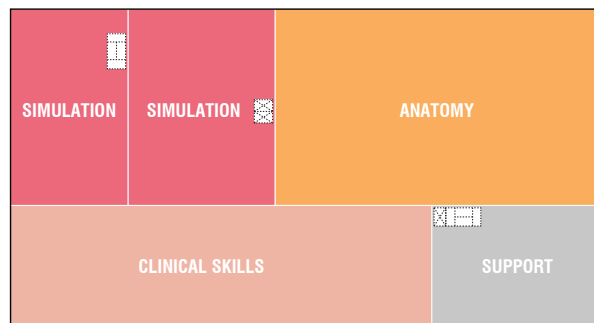 SIMULATION
SIMULATION
ANATOMY
CLINICAL SKILLS
SUPPORT